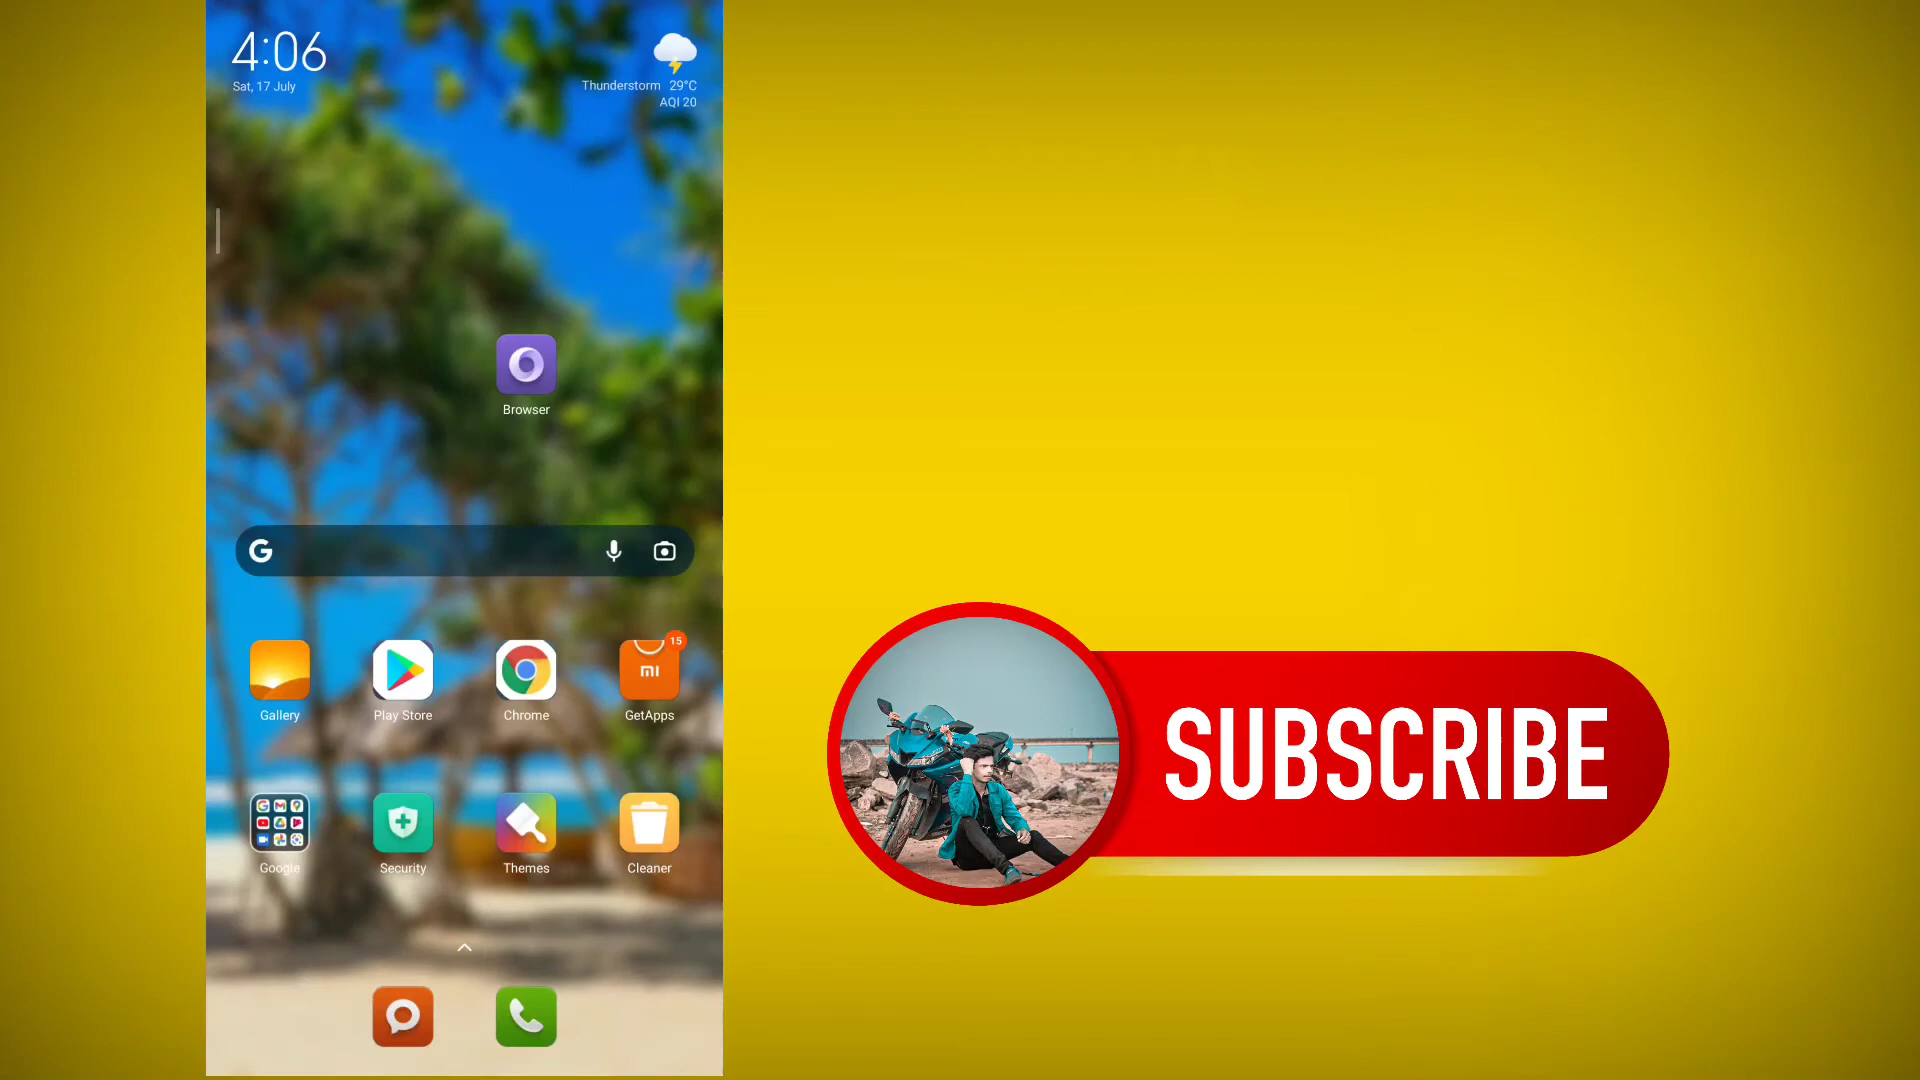 4:06
Sat, 17 July
Thunderstorm 29°C
AQI 20
Browser
G
15
mi
Gallery
Play Store
Chrome
GetApps
Google
Security
Themes
Cleaner
SUBSCRIBE